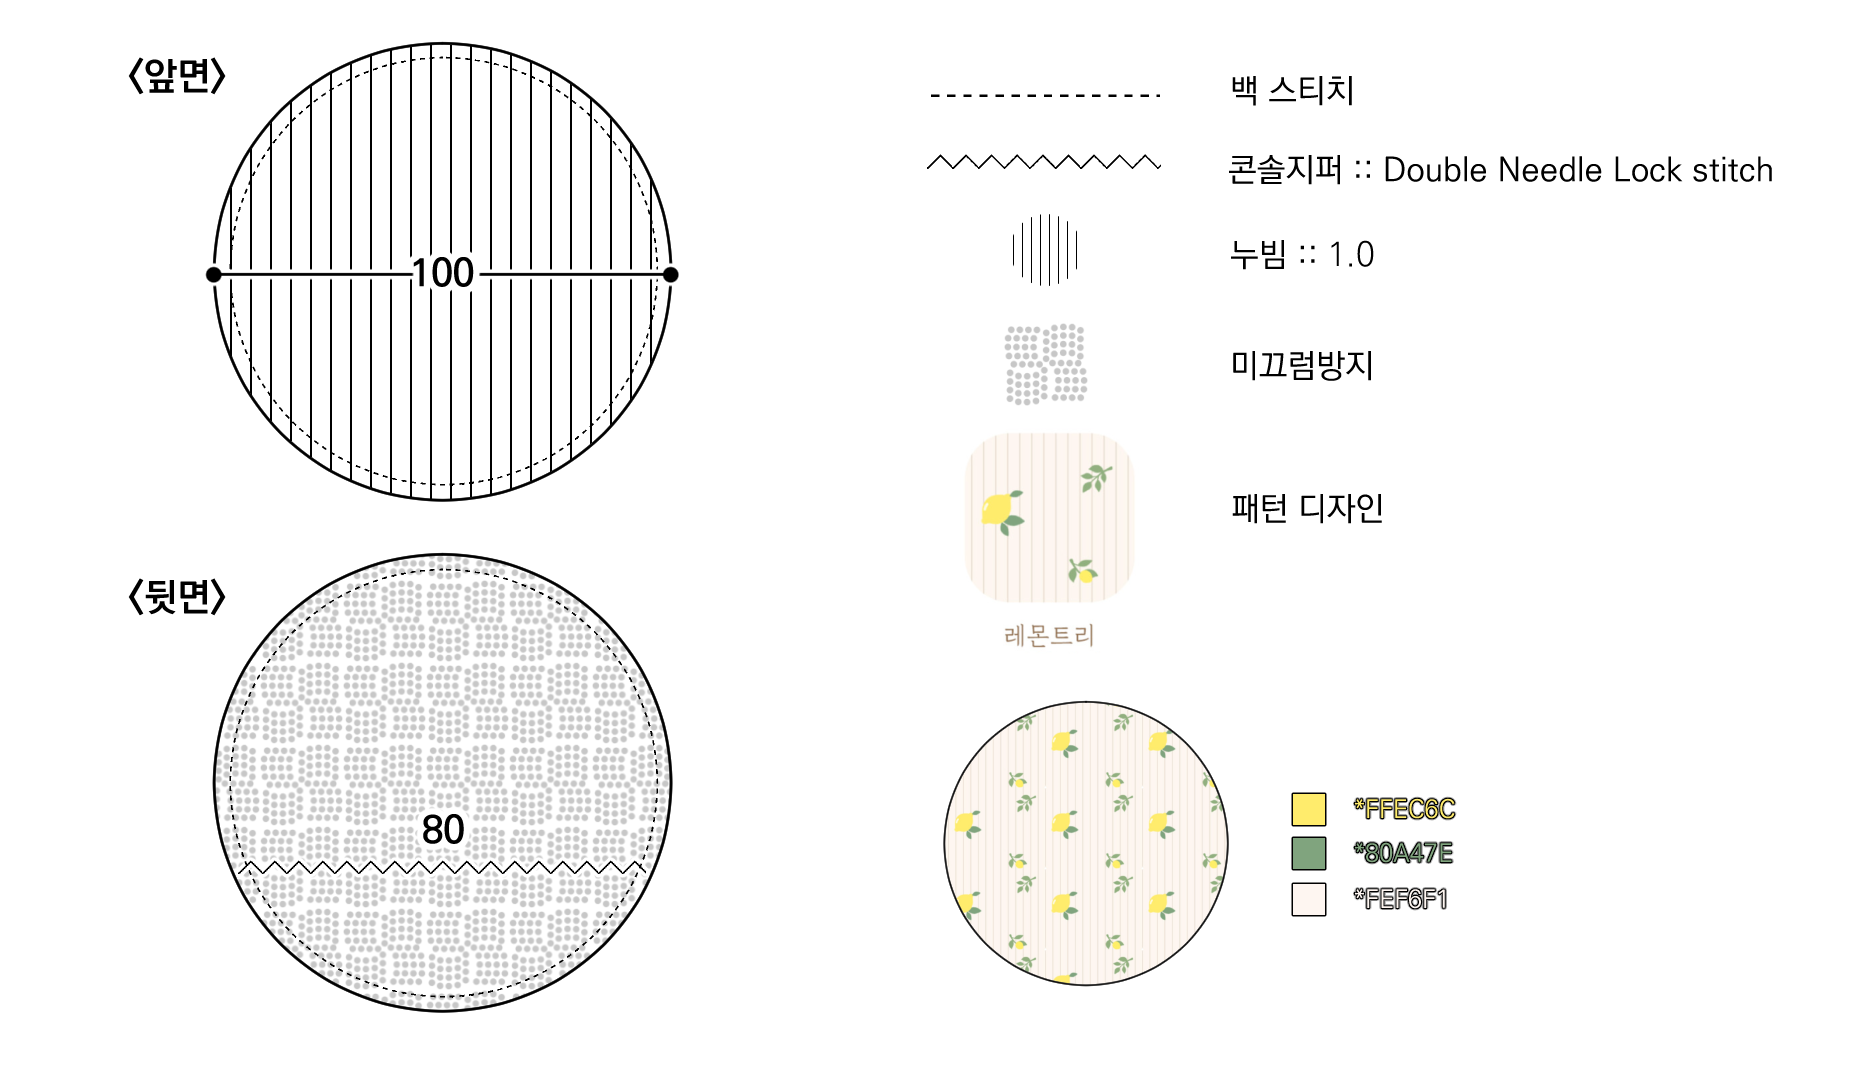 〈앞면〉
100
〈뒷면〉
80
백 스티치
콘솔지퍼 :: Double Needle Lock stitch
누빔 :: 1.0
미끄럼방지
패턴 디자인
레몬트리
*FFEC6C
*80A47E
*FEF6F1